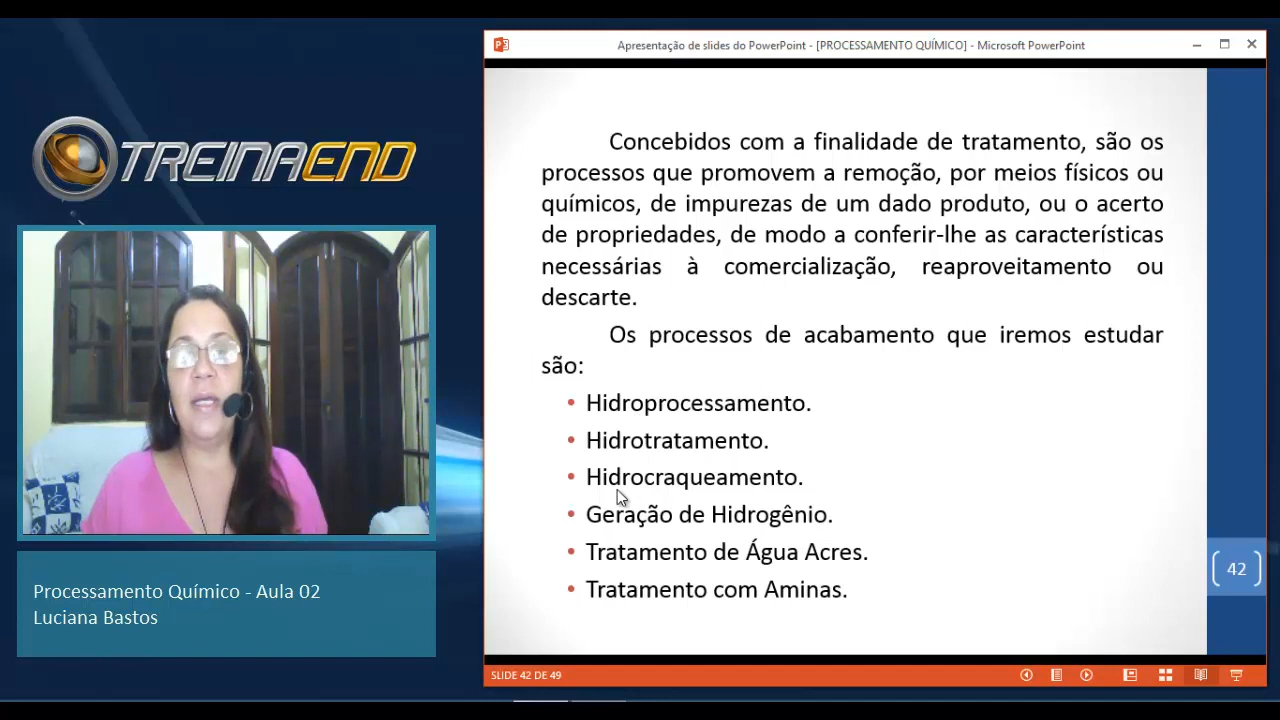 Apresentação de slides do PowerPoint - [PROCESSAMENTO QUÍMICO] - Microsoft PowerPoint
TREINAEND
Concebidos com a finalidade de tratamento, são os
processos que promovem a remoção, por meios físicos ou
químicos, de impurezas de um dado produto, ou o acerto
de propriedades, de modo a conferir-lhe as características
necessárias à comercialização, reaproveitamento ou
descarte.
Os processos de acabamento que iremos estudar
são:
• Hidroprocessamento.
• Hidrotratamento.
• Hidrocraqueamento.
• Geração de Hidrogênio.
• Tratamento de Água Acres.
• Tratamento com Aminas.
42
Processamento Químico - Aula 02
Luciana Bastos
SLIDE 42 DE 49